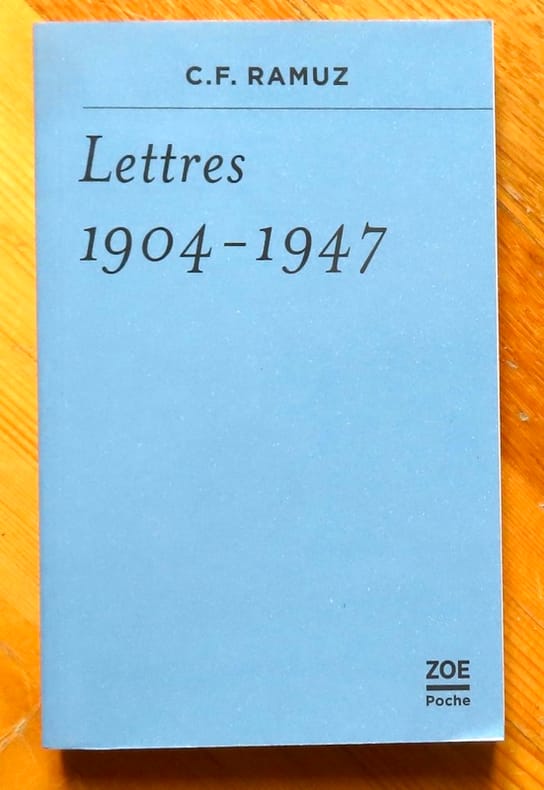 C.F. RAMUZ
Lettres
1904–1947
ZOE
Poche